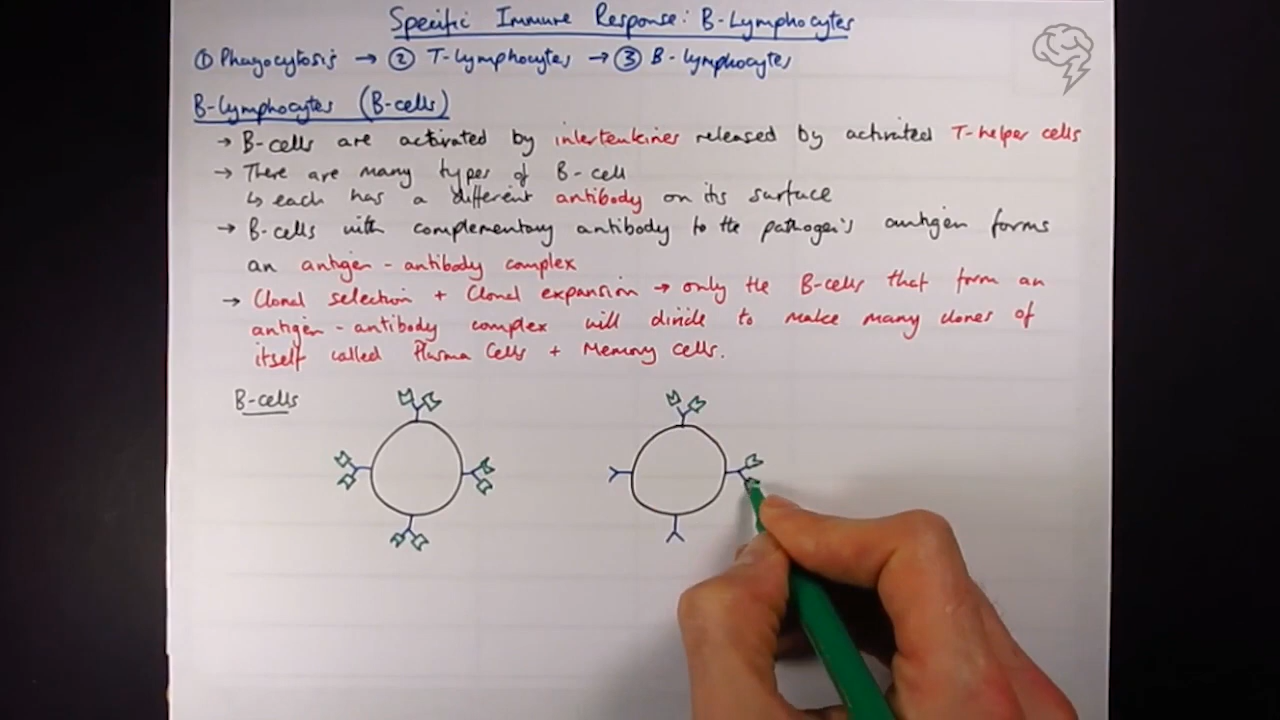 Specific Immune Response: B-Lymphocytes
① Phagocytosis → ② T-Lymphocytes → ③ B-Lymphocytes
B-Lymphocytes (B-cells)
→ B-cells are activated by interleukines released by activated T-helper cells
→ There are many types of B-cell
↳ each has a different antibody on its surface
→ B-cells with complementary antibody to the pathogen's antigen forms
an antigen-antibody complex
→ Clonal selection + Clonal expansion → only the B-cells that form an
antigen-antibody complex will divide to make many clones of
itself called Plasma Cells + Memory cells.
B-cells